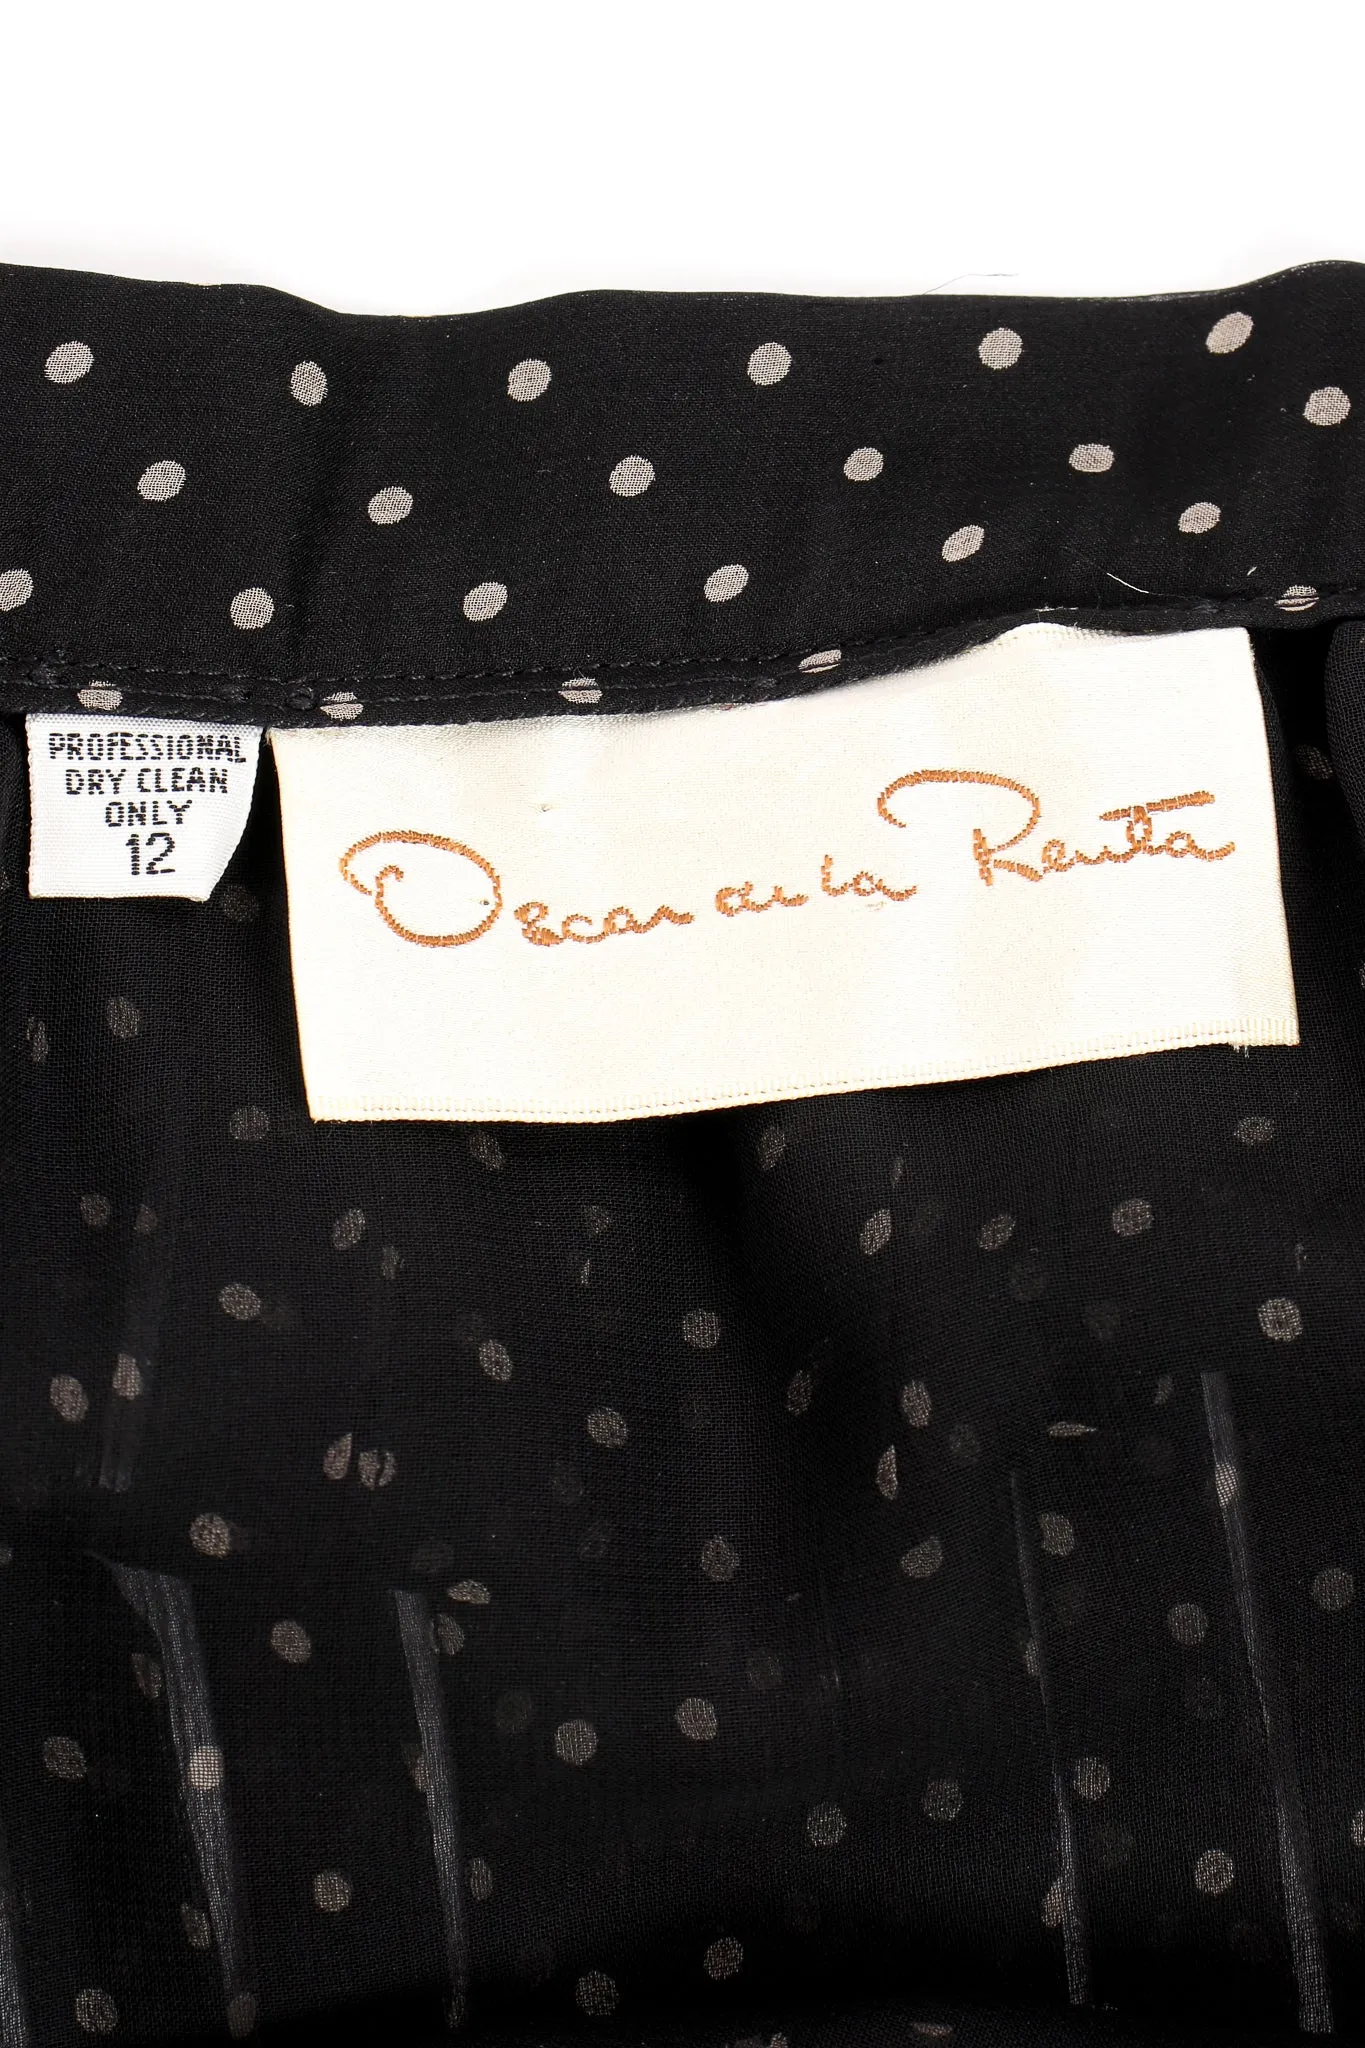 PROFESSIONAL
DRY CLEAN
ONLY
12
Oscar de la Renta